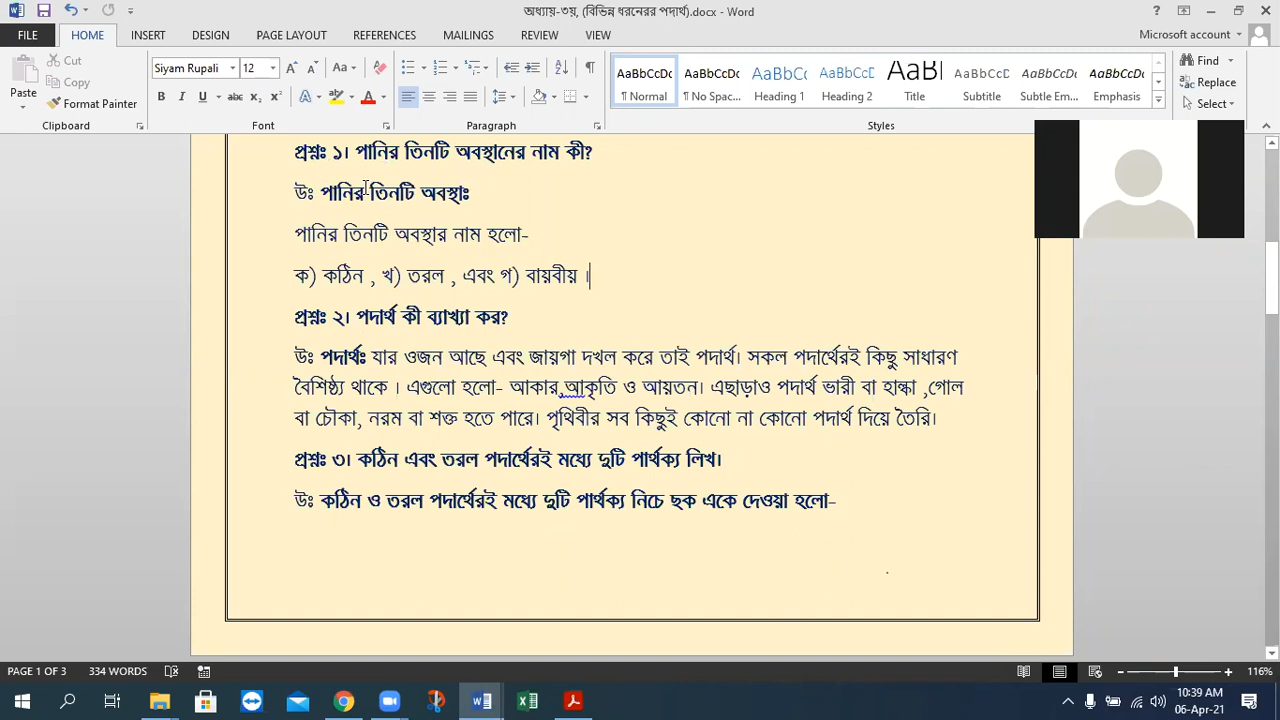 অধ্যায়-৩য়, (বিভিন্ন ধরনেরর পদার্থ).docx - Word
FILE HOME INSERT DESIGN PAGE LAYOUT REFERENCES MAILINGS REVIEW VIEW Microsoft account
Cut
Copy
Format Painter
Paste
Siyam Rupali 12
AaBbCcDc AaBbCcDc AaBbCc AaBbCcC AaBl AaBbCcD AaBbCcDc AaBbCcDc
¶ Normal ¶ No Spac... Heading 1 Heading 2 Title Subtitle Subtle Em... Emphasis
Find
Replace
Select
Clipboard Font Paragraph Styles Editing
প্রশ্নঃ ১। পানির তিনটি অবস্থানের নাম কী?
উঃ পানির তিনটি অবস্থাঃ
পানির তিনটি অবস্থার নাম হলো-
ক) কঠিন , খ) তরল , এবং গ) বায়বীয় ।
প্রশ্নঃ ২। পদার্থ কী ব্যাখ্যা কর?
উঃ পদার্থঃ যার ওজন আছে এবং জায়গা দখল করে তাই পদার্থ। সকল পদার্থেরই কিছু সাধারণ
বৈশিষ্ঠ্য থাকে । এগুলো হলো- আকার,আকৃতি ও আয়তন। এছাড়াও পদার্থ ভারী বা হাল্কা ,গোল
বা চৌকা, নরম বা শক্ত হতে পারে। পৃথিবীর সব কিছুই কোনো না কোনো পদার্থ দিয়ে তৈরি।
প্রশ্নঃ ৩। কঠিন এবং তরল পদার্থেরই মধ্যে দুটি পার্থক্য লিখ।
উঃ কঠিন ও তরল পদার্থেরই মধ্যে দুটি পার্থক্য নিচে ছক একে দেওয়া হলো-
PAGE 1 OF 3 334 WORDS 116%
10:39 AM
06-Apr-21